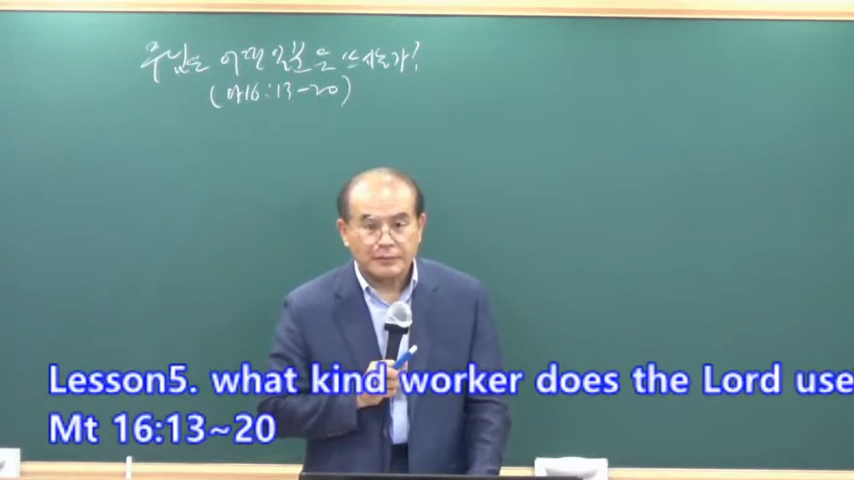 주님은 어떤 일꾼을 쓰시는가?
(마16:13-20)
Lesson5. what kind worker does the Lord use
Mt 16:13~20